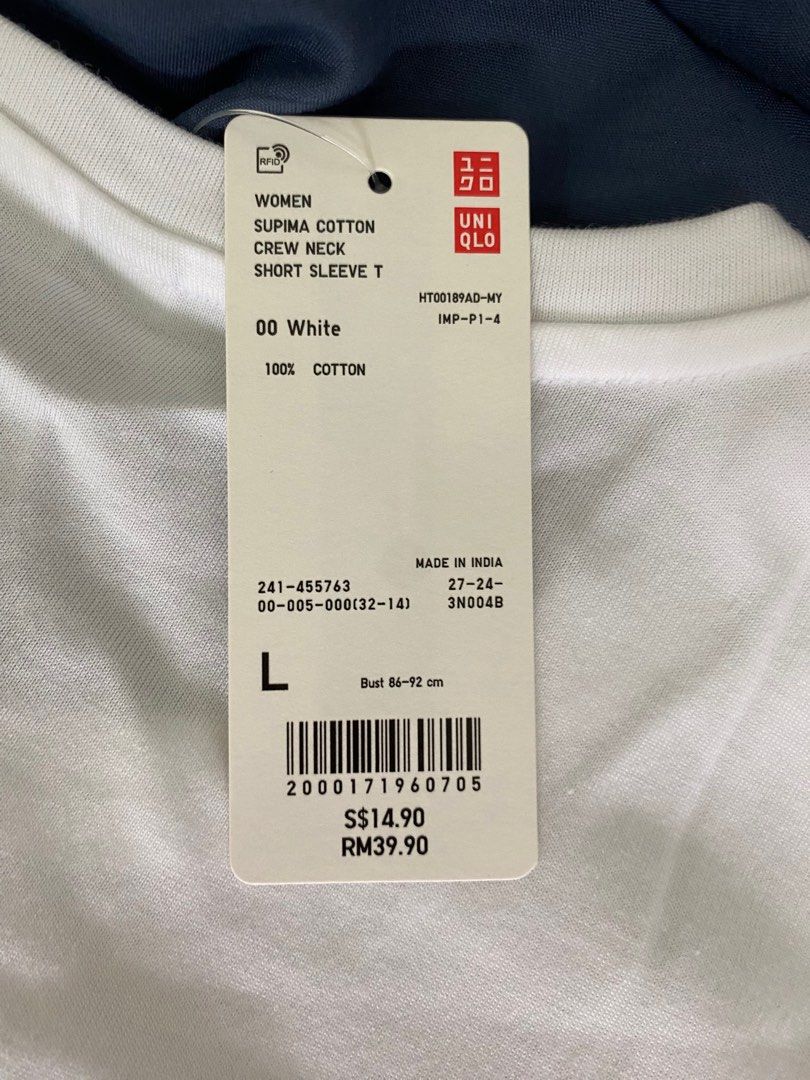 RFID
ユニ
クロ
WOMEN
UNI
QLO
SUPIMA COTTON
CREW NECK
SHORT SLEEVE T
HT00189AD-MY
IMP-P1-4
00 White
100% COTTON
MADE IN INDIA
241-455763 27-24-
00-005-000(32-14) 3N004B
L Bust 86-92 cm
2000171960705
S$14.90
RM39.90